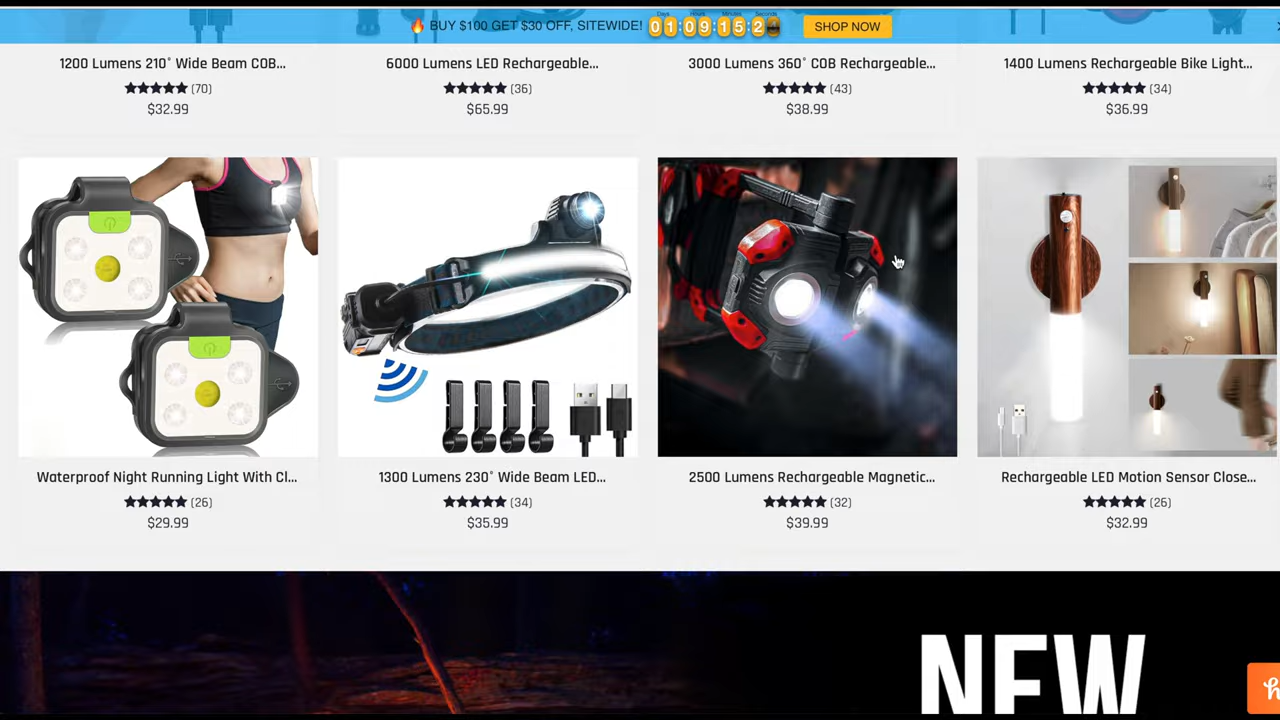 Days Hours Minutes Seconds
🔥 BUY $100 GET $30 OFF, SITEWIDE! 01:09:15:2 SHOP NOW
1200 Lumens 210° Wide Beam COB... 6000 Lumens LED Rechargeable... 3000 Lumens 360° COB Rechargeable... 1400 Lumens Rechargeable Bike Light...
★★★★★ (70) ★★★★★ (36) ★★★★★ (43) ★★★★★ (34)
$32.99 $65.99 $38.99 $36.99
Waterproof Night Running Light With Cl... 1300 Lumens 230° Wide Beam LED... 2500 Lumens Rechargeable Magnetic... Rechargeable LED Motion Sensor Close...
★★★★★ (26) ★★★★★ (34) ★★★★★ (32) ★★★★★ (26)
$29.99 $35.99 $39.99 $32.99
NEW
h